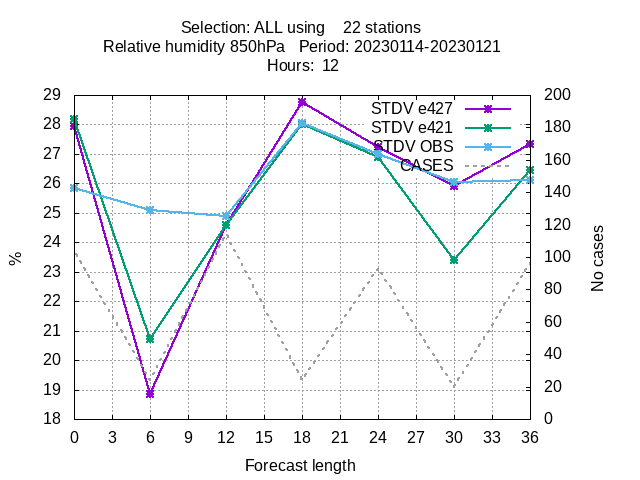 Selection: ALL using    22 stations
Relative humidity 850hPa   Period: 20230114-20230121
Hours:  12
STDV e427
STDV e421
STDV OBS
CASES
29
28
27
26
25
24
23
22
21
20
19
18
200
180
160
140
120
100
80
60
40
20
0
%
No cases
0 3 6 9 12 15 18 21 24 27 30 33 36
Forecast length